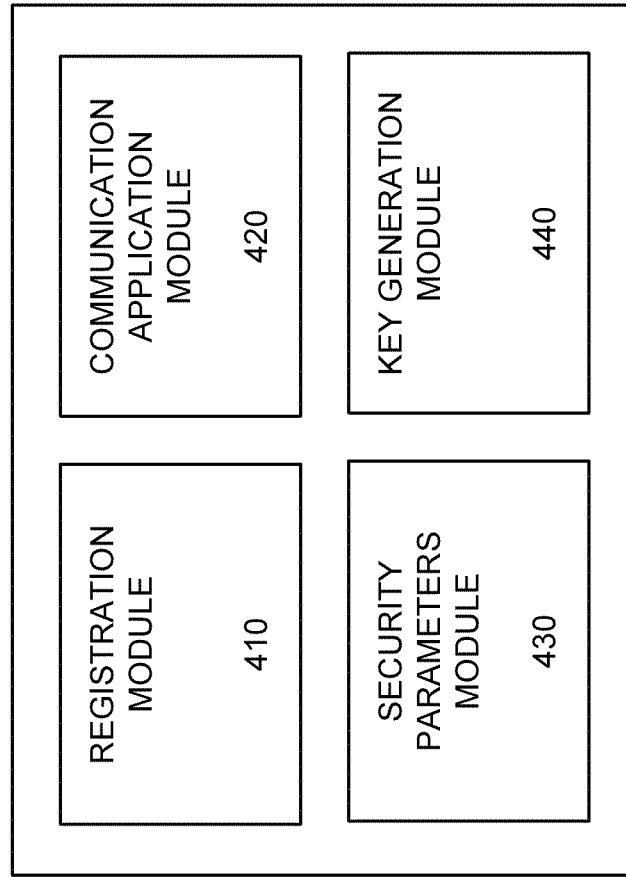 REGISTRATION
MODULE
410
COMMUNICATION
APPLICATION
MODULE
420
SECURITY
PARAMETERS
MODULE
430
KEY GENERATION
MODULE
440